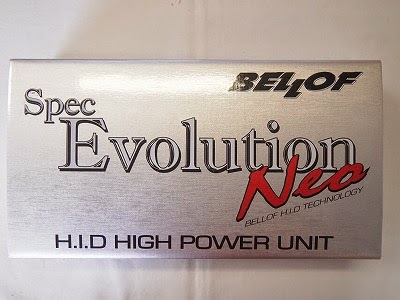 BELLOF
Spec
Evolution
Neo
BELLOF H.I.D TECHNOLOGY
H.I.D HIGH POWER UNIT